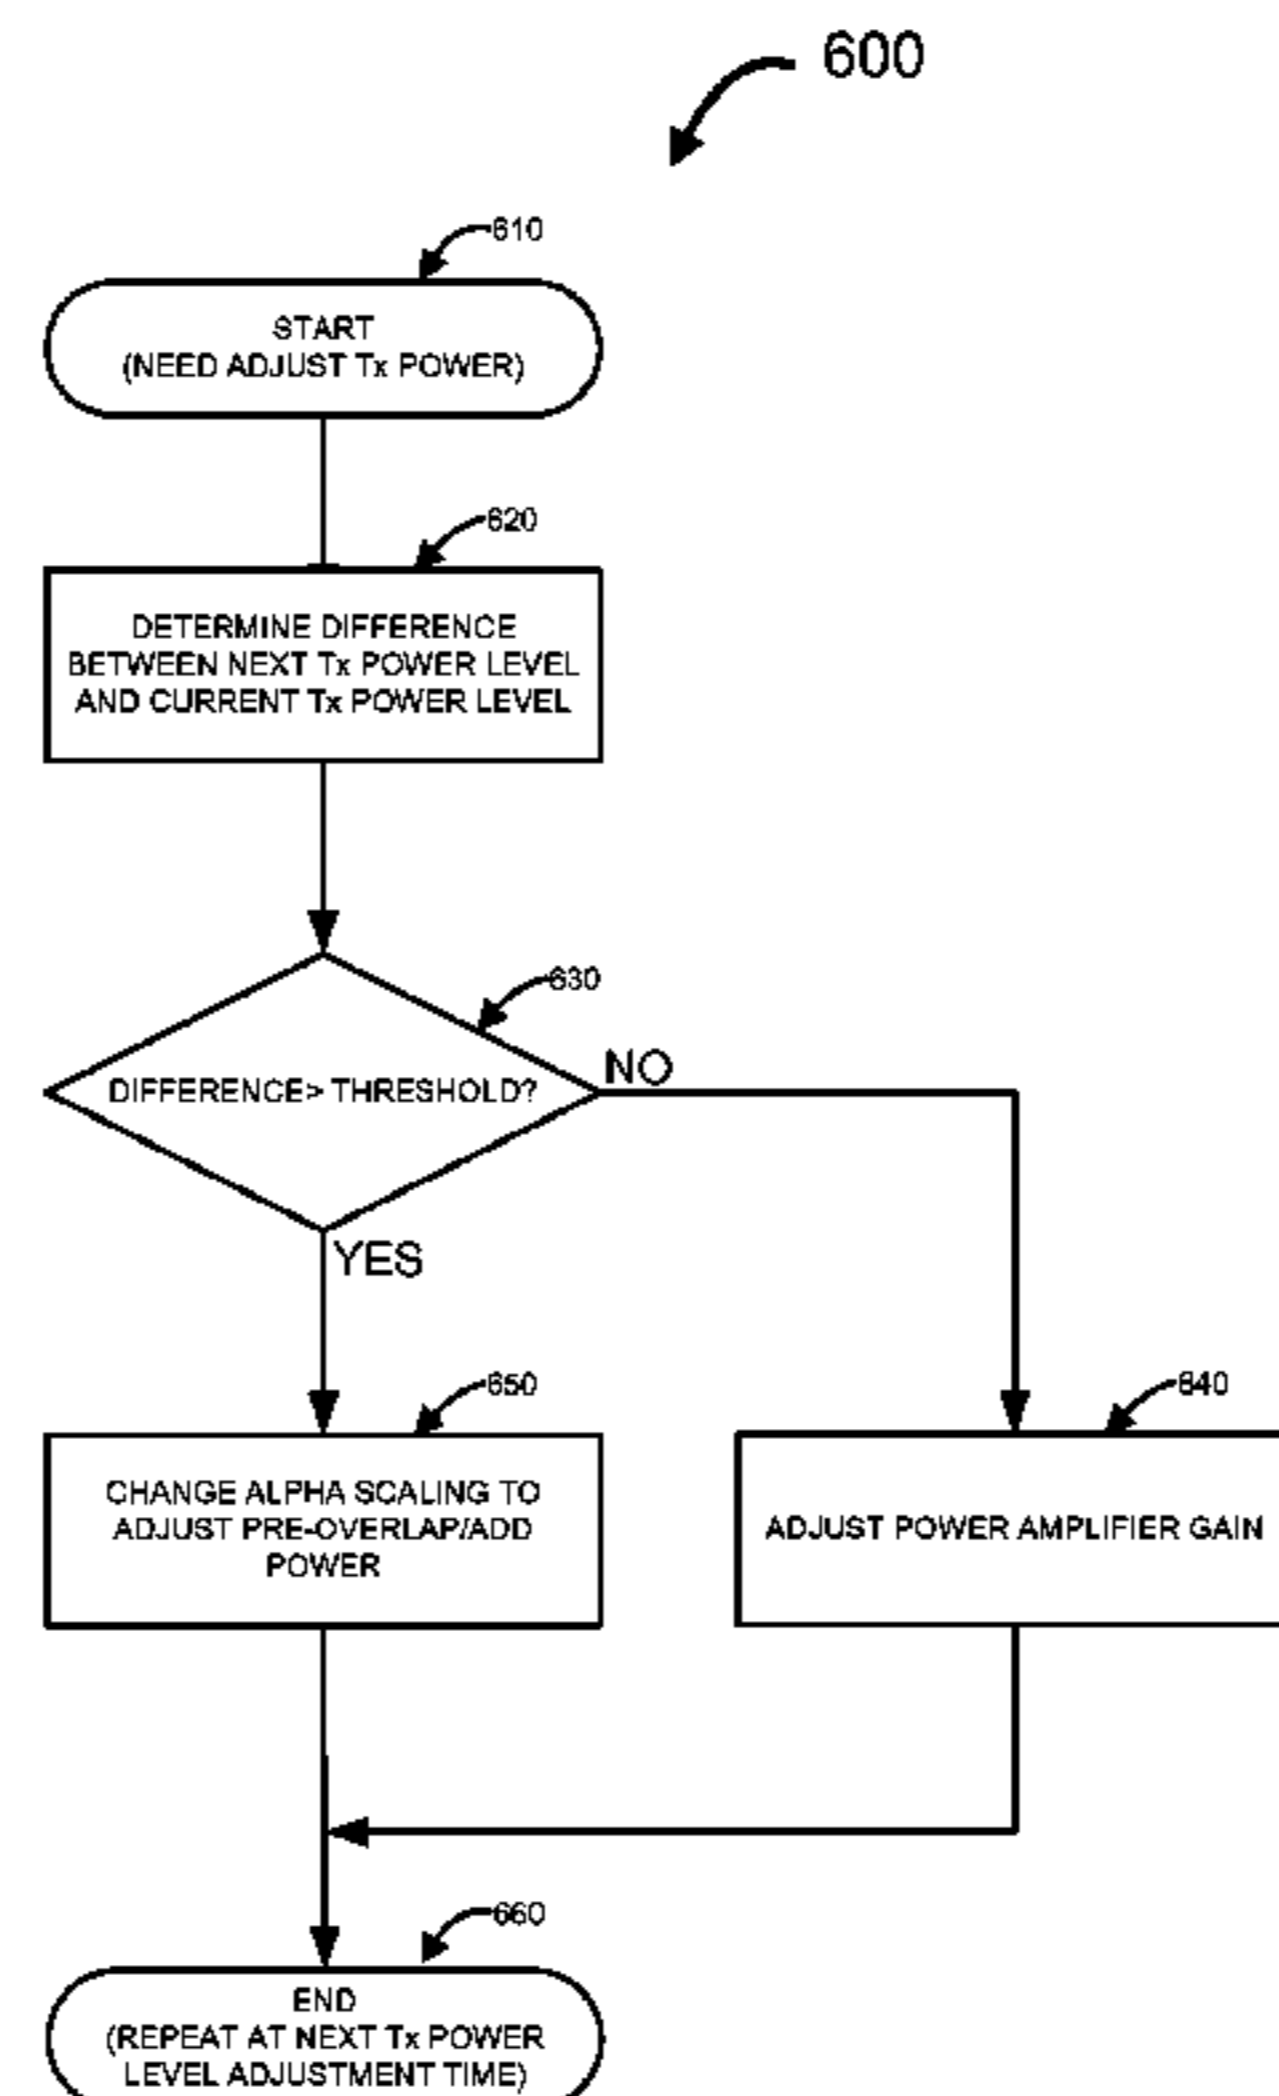 600
610
START
(NEED ADJUST Tx POWER)
620
DETERMINE DIFFERENCE
BETWEEN NEXT Tx POWER LEVEL
AND CURRENT Tx POWER LEVEL
630
DIFFERENCE> THRESHOLD?
NO
YES
650
CHANGE ALPHA SCALING TO
ADJUST PRE-OVERLAP/ADD
POWER
640
ADJUST POWER AMPLIFIER GAIN
660
END
(REPEAT AT NEXT Tx POWER
LEVEL ADJUSTMENT TIME)